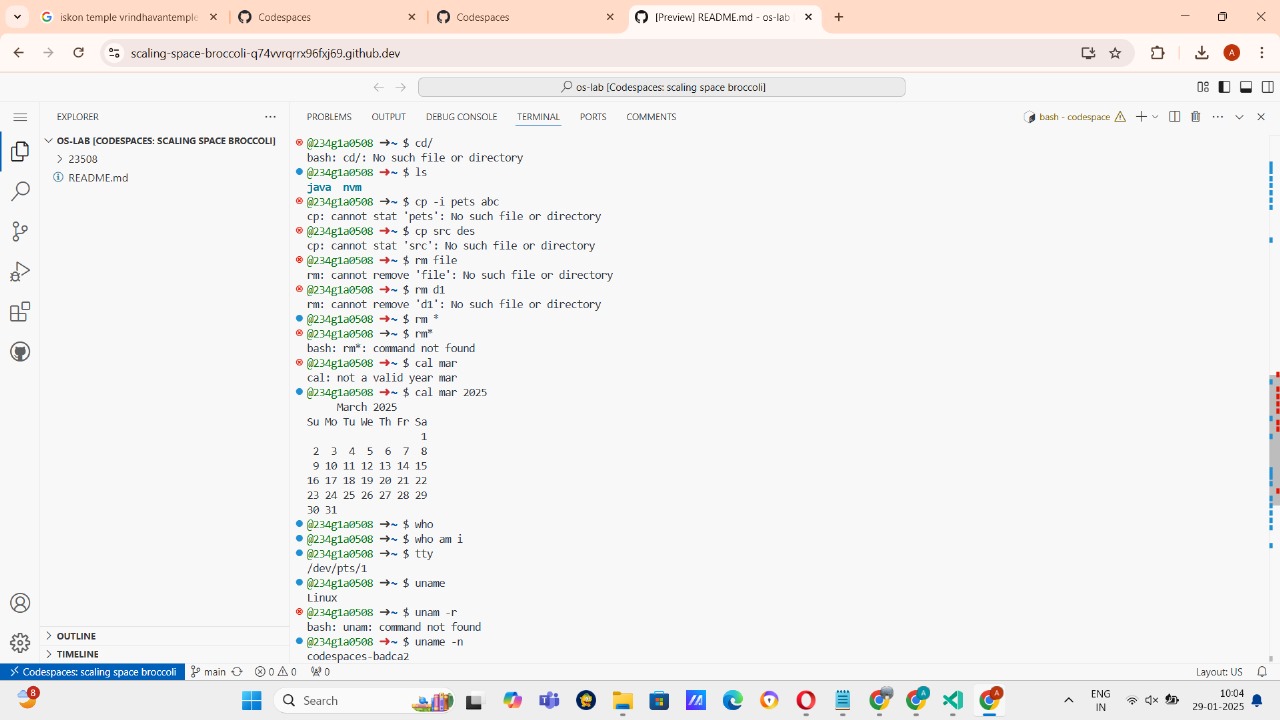 iskon temple vrindhavantemple
Codespaces
Codespaces
[Preview] README.md - os-lab
scaling-space-broccoli-q74vvrqrrx96fxj69.github.dev
A
os-lab [Codespaces: scaling space broccoli]
EXPLORER
OS-LAB [CODESPACES: SCALING SPACE BROCCOLI]
23508
README.md
OUTLINE
TIMELINE
PROBLEMS OUTPUT DEBUG CONSOLE TERMINAL PORTS COMMENTS
bash - codespace
@234g1a0508 ➜~ $ cd/
bash: cd/: No such file or directory
@234g1a0508 ➜~ $ ls
java nvm
@234g1a0508 ➜~ $ cp -i pets abc
cp: cannot stat 'pets': No such file or directory
@234g1a0508 ➜~ $ cp src des
cp: cannot stat 'src': No such file or directory
@234g1a0508 ➜~ $ rm file
rm: cannot remove 'file': No such file or directory
@234g1a0508 ➜~ $ rm d1
rm: cannot remove 'd1': No such file or directory
@234g1a0508 ➜~ $ rm *
@234g1a0508 ➜~ $ rm*
bash: rm*: command not found
@234g1a0508 ➜~ $ cal mar
cal: not a valid year mar
@234g1a0508 ➜~ $ cal mar 2025
March 2025
Su Mo Tu We Th Fr Sa
1
2 3 4 5 6 7 8
9 10 11 12 13 14 15
16 17 18 19 20 21 22
23 24 25 26 27 28 29
30 31
@234g1a0508 ➜~ $ who
@234g1a0508 ➜~ $ who am i
@234g1a0508 ➜~ $ tty
/dev/pts/1
@234g1a0508 ➜~ $ uname
Linux
@234g1a0508 ➜~ $ unam -r
bash: unam: command not found
@234g1a0508 ➜~ $ uname -n
codespaces-badca2
Codespaces: scaling space broccoli main 0 0 0 Layout: US
8
Search
ENG
IN
10:04
29-01-2025